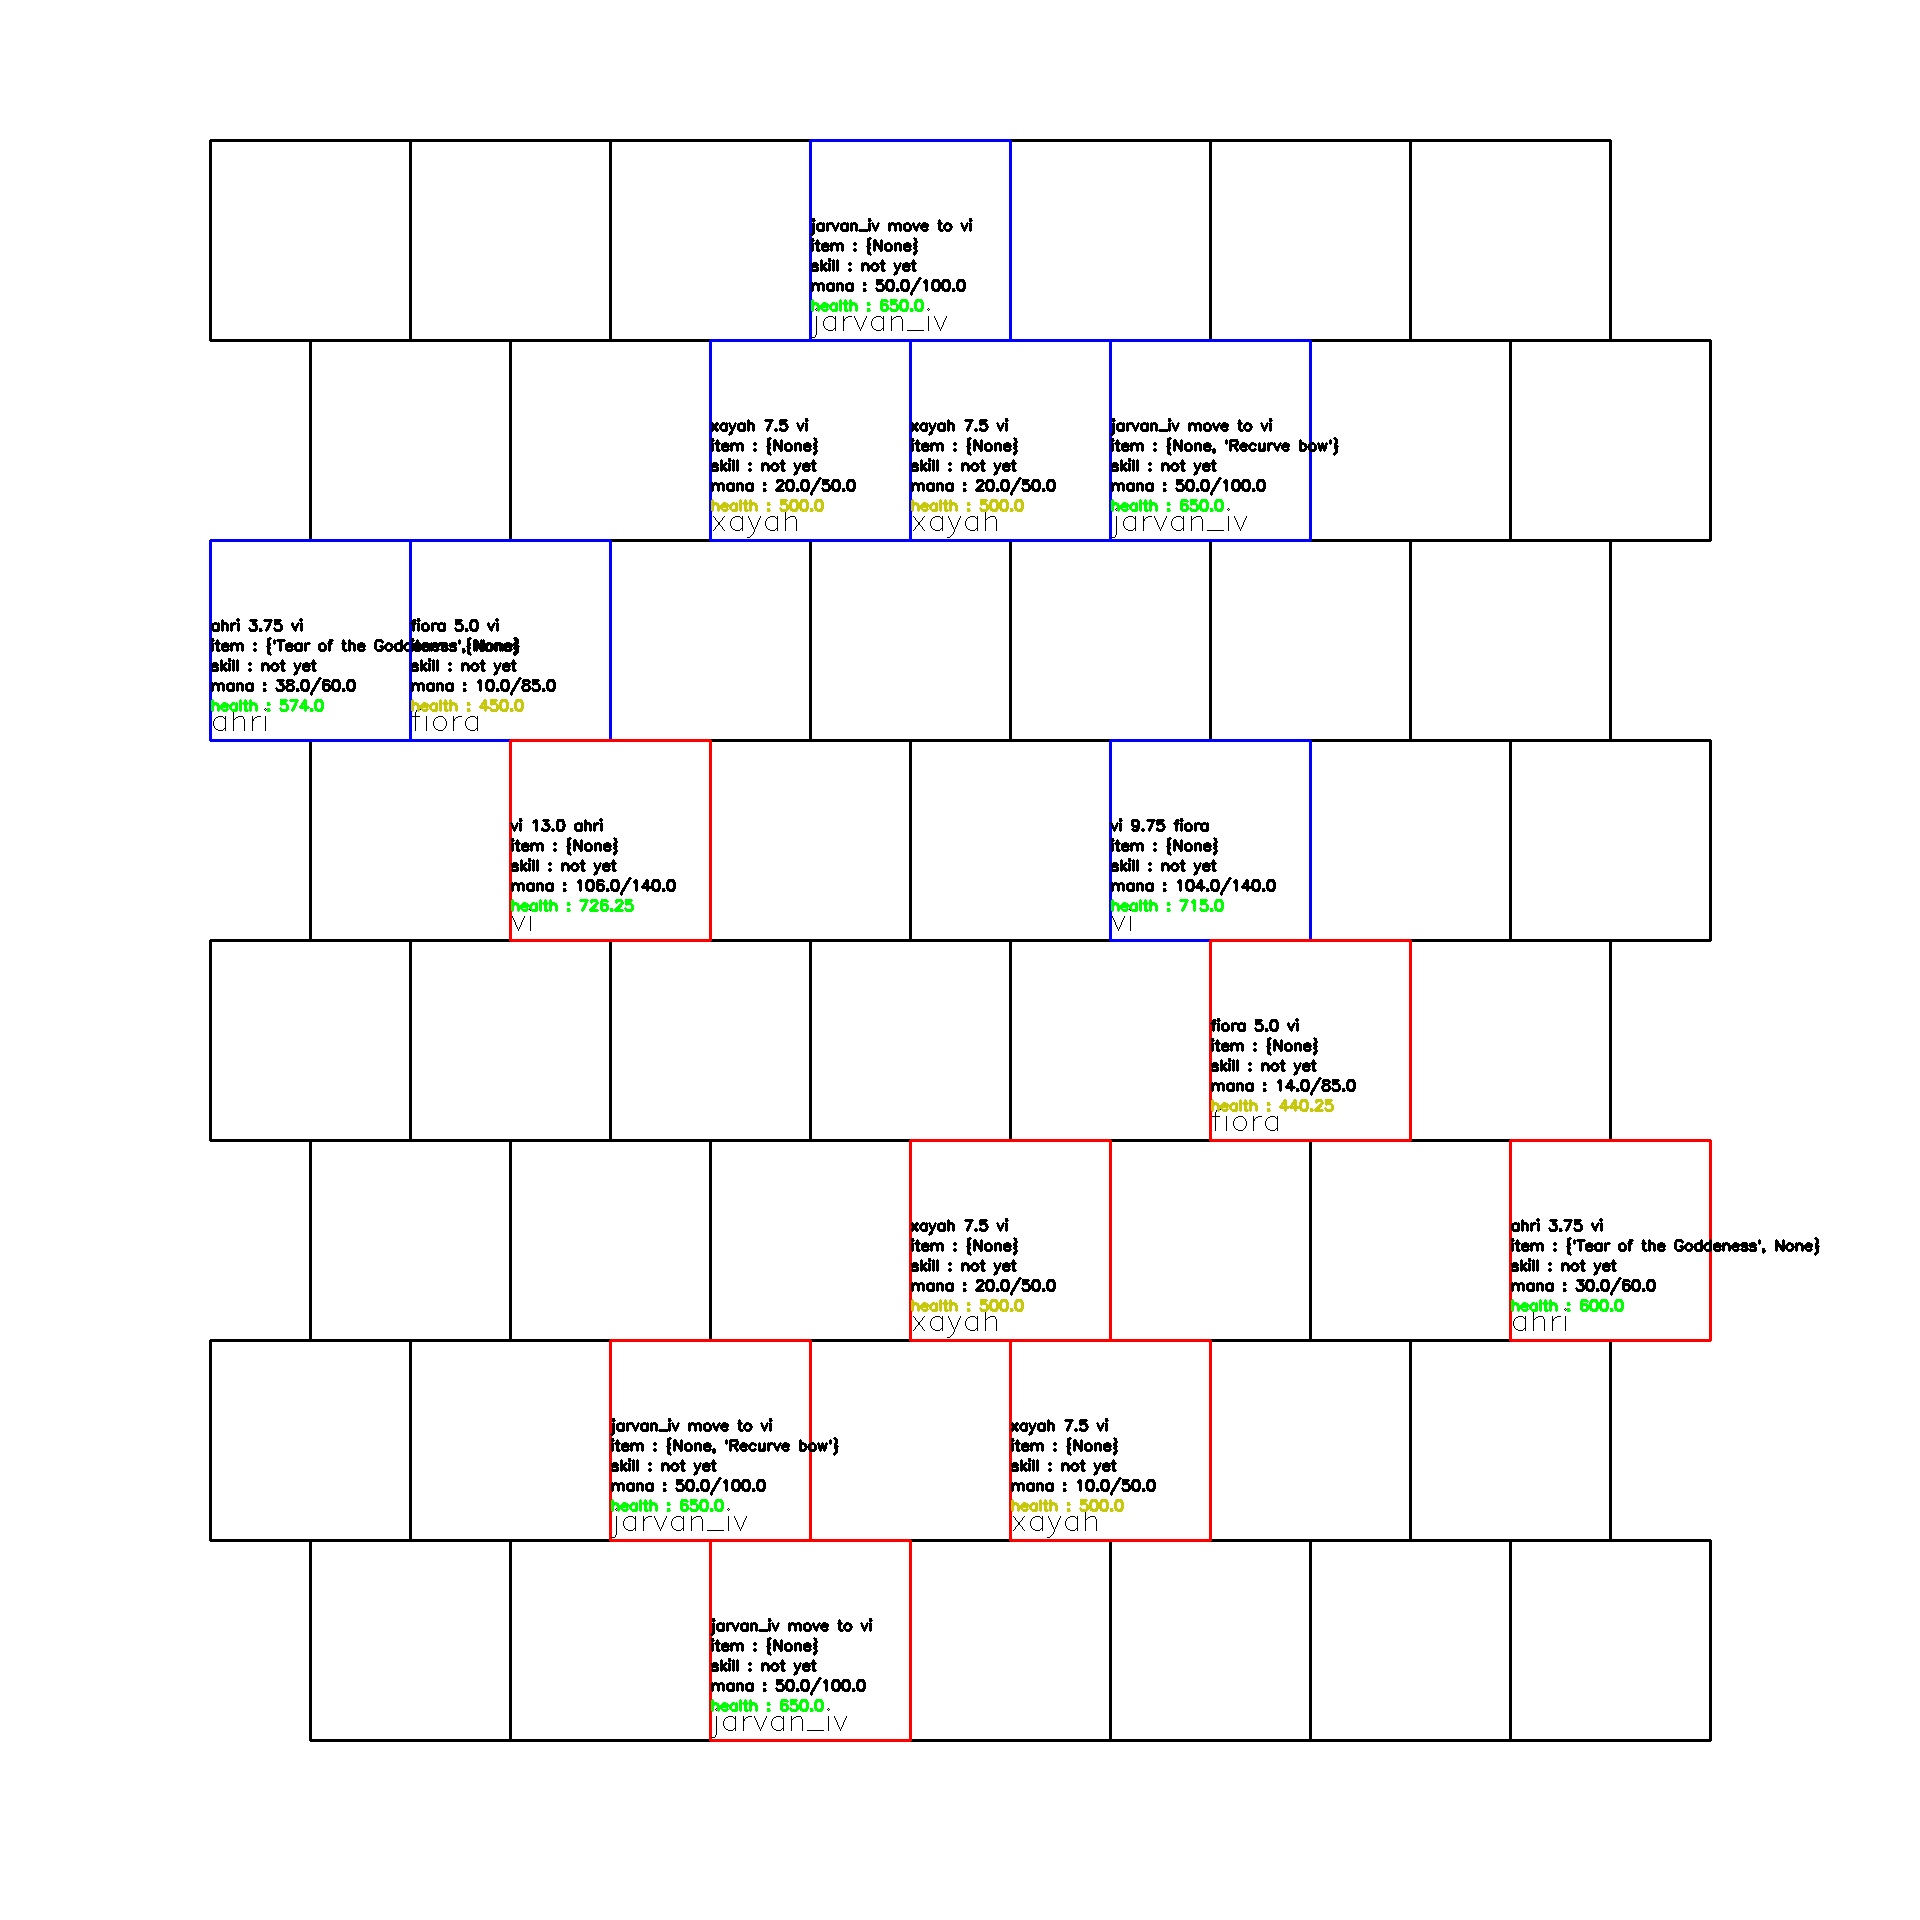 jarvan_iv move to vi
item : {None}
skill : not yet
mana : 50.0/100.0
health : 650.0
jarvan_iv
xayah 7.5 vi
item : {None}
skill : not yet
mana : 20.0/50.0
health : 500.0
xayah
xayah 7.5 vi
item : {None}
skill : not yet
mana : 20.0/50.0
health : 500.0
xayah
jarvan_iv move to vi
item : {None, 'Recurve bow'}
skill : not yet
mana : 50.0/100.0
health : 650.0
jarvan_iv
ahri 3.75 vi
item : {'Tear of the Goddeness', None}
skill : not yet
mana : 38.0/60.0
health : 574.0
ahri
fiora 5.0 vi
item : {None}
skill : not yet
mana : 10.0/85.0
health : 450.0
fiora
vi 13.0 ahri
item : {None}
skill : not yet
mana : 106.0/140.0
health : 726.25
vi
vi 9.75 fiora
item : {None}
skill : not yet
mana : 104.0/140.0
health : 715.0
vi
fiora 5.0 vi
item : {None}
skill : not yet
mana : 14.0/85.0
health : 440.25
fiora
xayah 7.5 vi
item : {None}
skill : not yet
mana : 20.0/50.0
health : 500.0
xayah
ahri 3.75 vi
item : {'Tear of the Goddeness', None}
skill : not yet
mana : 30.0/60.0
health : 600.0
ahri
jarvan_iv move to vi
item : {None, 'Recurve bow'}
skill : not yet
mana : 50.0/100.0
health : 650.0
jarvan_iv
xayah 7.5 vi
item : {None}
skill : not yet
mana : 10.0/50.0
health : 500.0
xayah
jarvan_iv move to vi
item : {None}
skill : not yet
mana : 50.0/100.0
health : 650.0
jarvan_iv